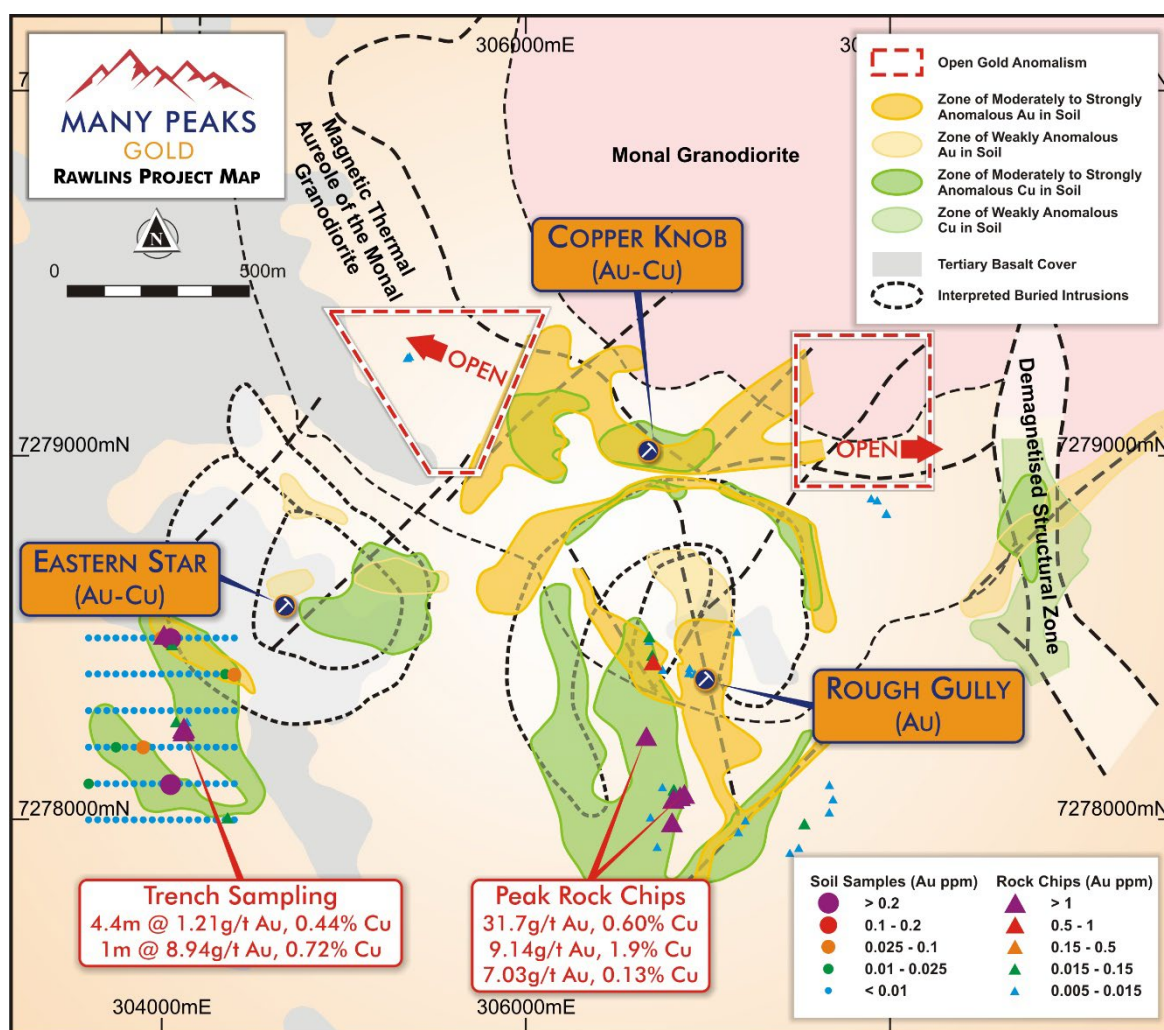 306000mE
30
7
MANY PEAKS
GOLD
RAWLINS PROJECT MAP
N
0
500m
Magnetic Thermal
Aureole of the Monal
Granodiorite
Monal Granodiorite
Open Gold Anomalism
Zone of Moderately to Strongly
Anomalous Au in Soil
Zone of Weakly Anomalous
Au in Soil
Zone of Moderately to Strongly
Anomalous Cu in Soil
Zone of Weakly Anomalous
Cu in Soil
Tertiary Basalt Cover
Interpreted Buried Intrusions
COPPER KNOB
(Au-Cu)
OPEN
OPEN
7279000mN
7279000mN
Demagnetised Structural Zone
EASTERN STAR
(Au-Cu)
ROUGH GULLY
(Au)
7278000mN
7278000mN
Trench Sampling
4.4m @ 1.21g/t Au, 0.44% Cu
1m @ 8.94g/t Au, 0.72% Cu
Peak Rock Chips
31.7g/t Au, 0.60% Cu
9.14g/t Au, 1.9% Cu
7.03g/t Au, 0.13% Cu
Soil Samples (Au ppm)
> 0.2
0.1 - 0.2
0.025 - 0.1
0.01 - 0.025
< 0.01
Rock Chips (Au ppm)
> 1
0.5 - 1
0.15 - 0.5
0.015 - 0.15
0.005 - 0.015
304000mE
306000mE